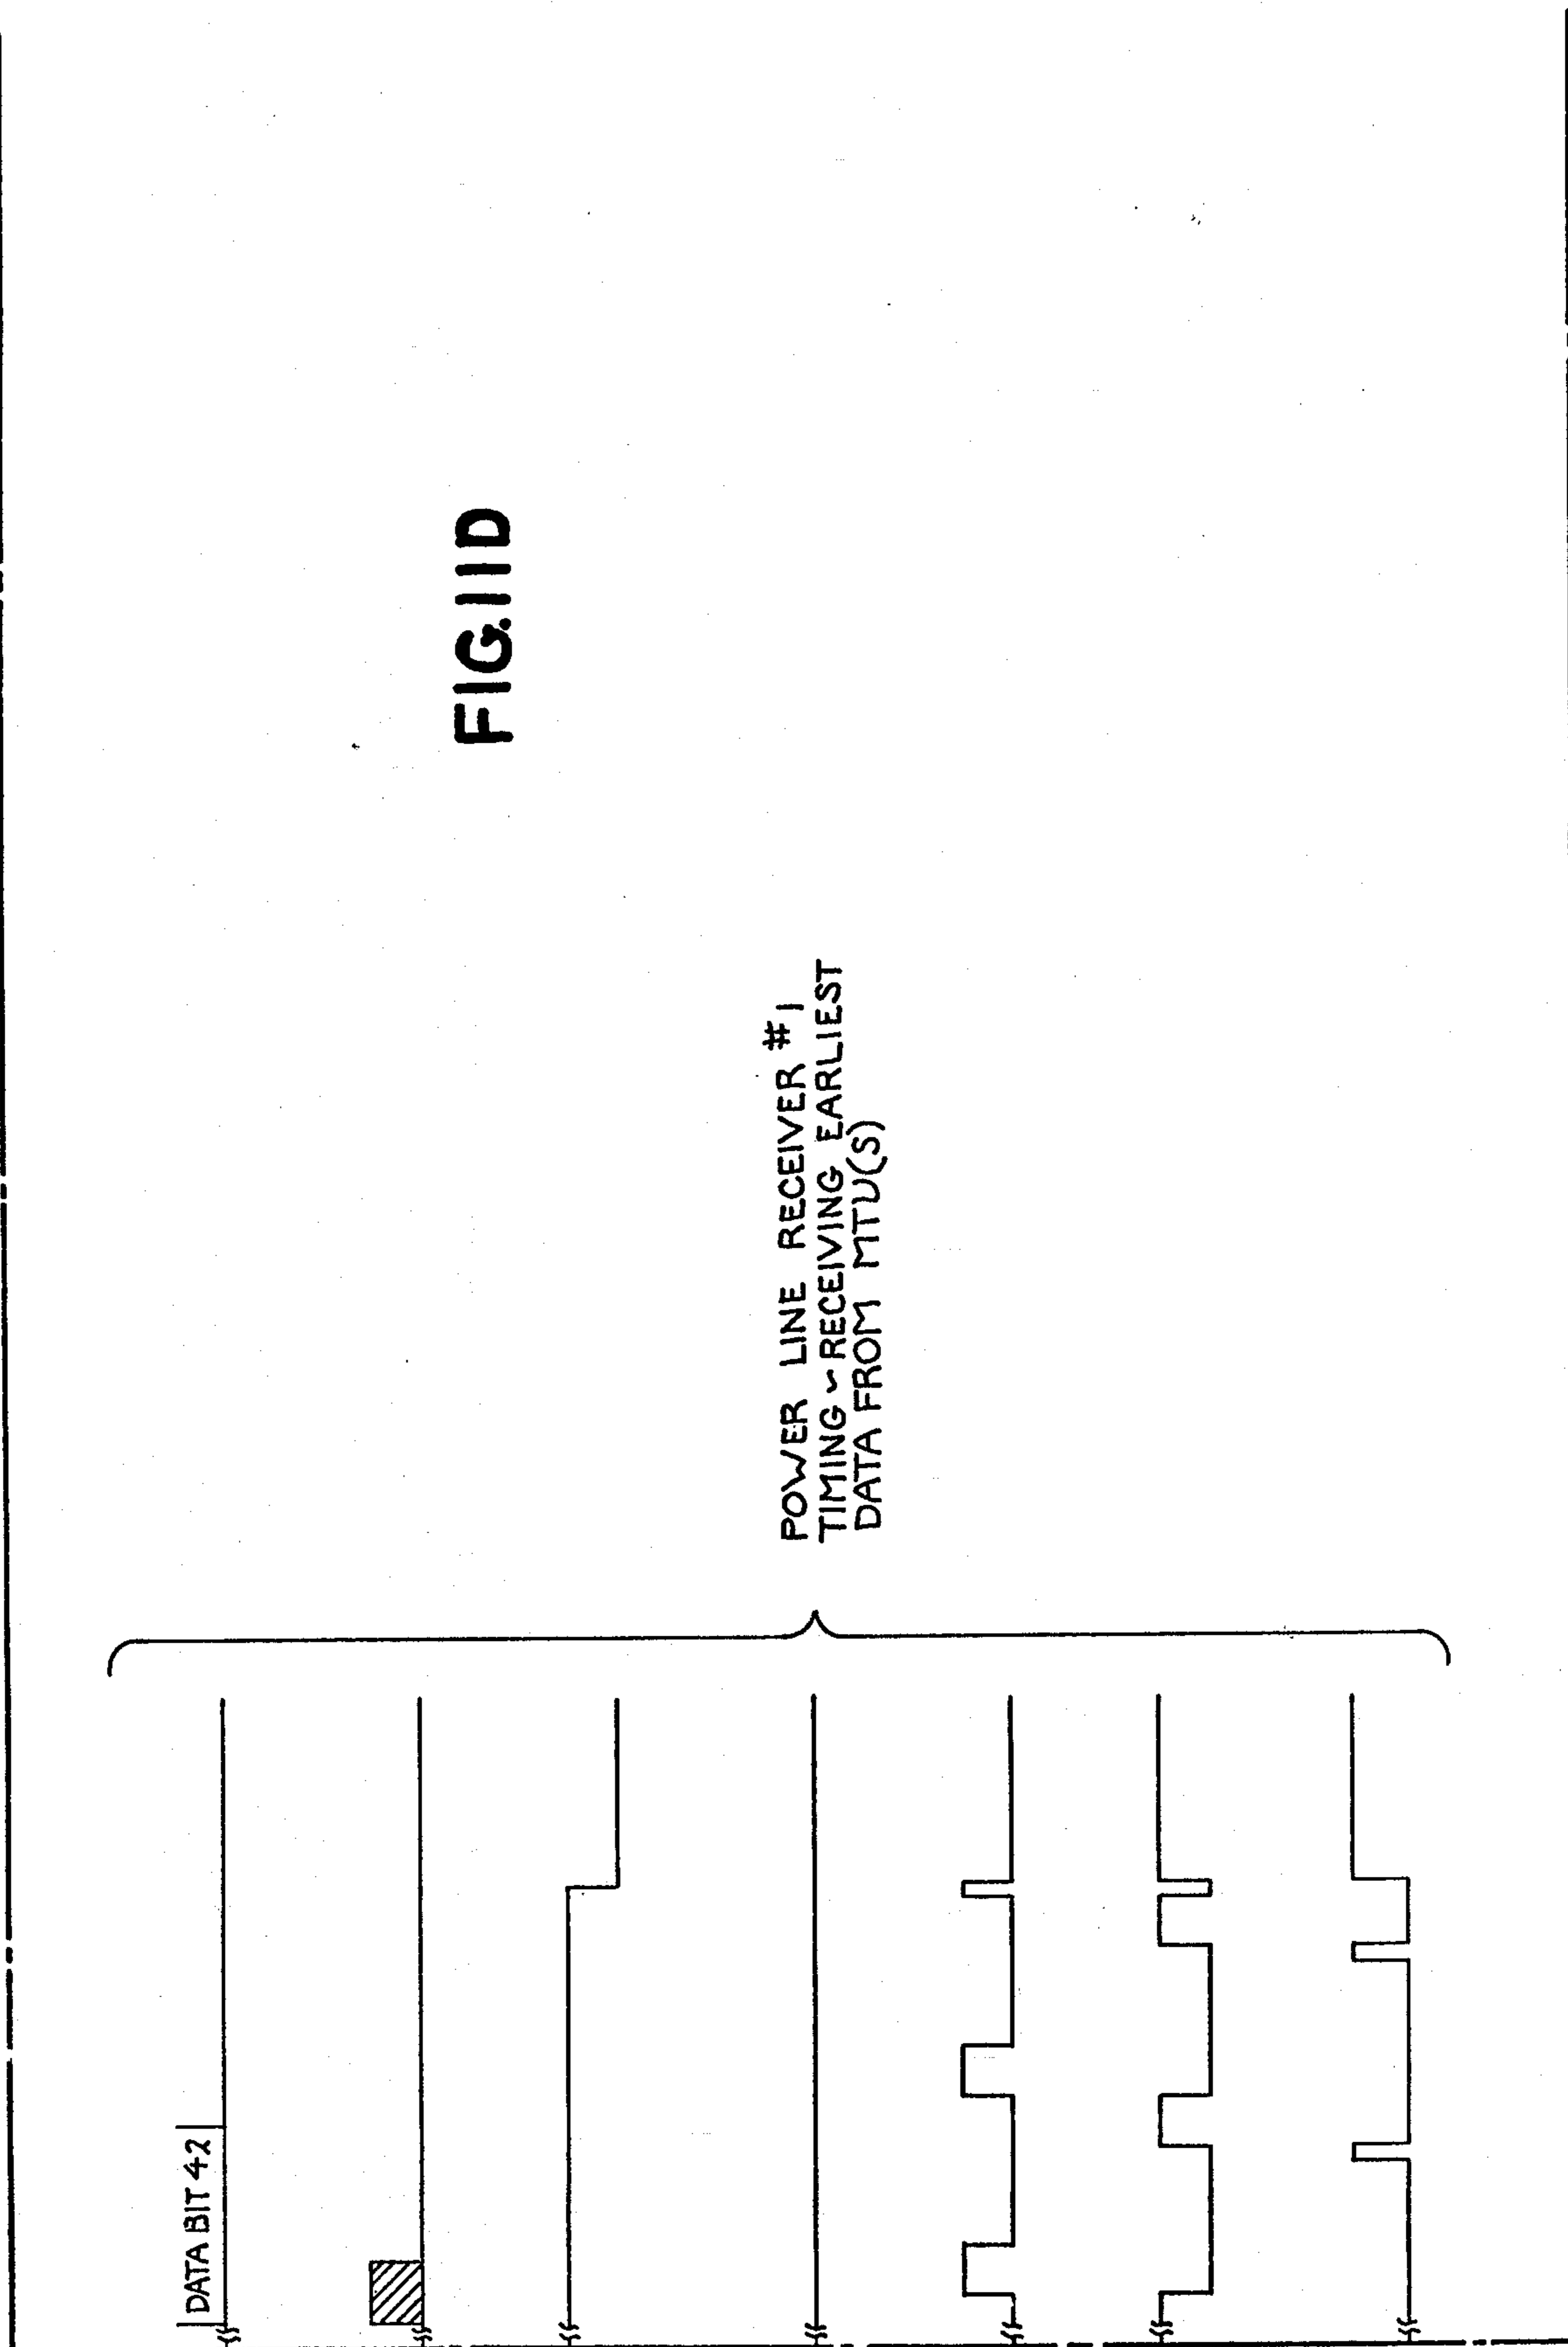 FIG.11D
DATA BIT 42
POWER LINE RECEIVER #1
TIMING ~ RECEIVING EARLIEST
DATA FROM MTU(S)